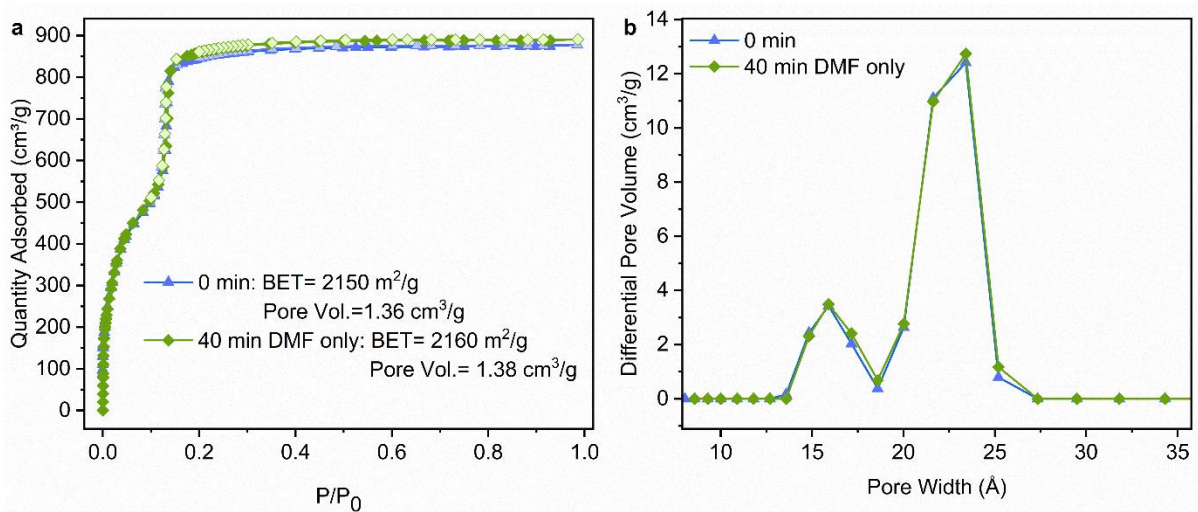 a
Quantity Adsorbed (cm³/g)
900
800
700
600
500
400
300
200
100
0
0 min: BET= 2150 m²/g
Pore Vol.=1.36 cm³/g
40 min DMF only: BET= 2160 m²/g
Pore Vol.= 1.38 cm³/g
0.0 0.2 0.4 0.6 0.8 1.0
P/P₀
b
Differential Pore Volume (cm³/g)
14
12
10
8
6
4
2
0
0 min
40 min DMF only
10 15 20 25 30 35
Pore Width (Å)